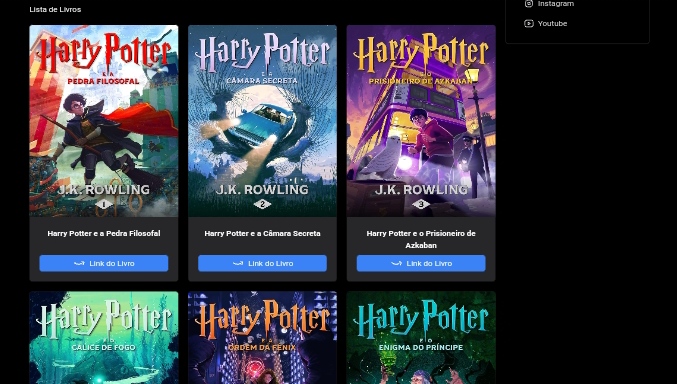 Lista de Livros
Instagram
Youtube
Harry Potter
E A
PEDRA FILOSOFAL
J.K. ROWLING
1
Harry Potter e a Pedra Filosofal
Link do Livro
Harry Potter
E A
CÂMARA SECRETA
J.K. ROWLING
2
Harry Potter e a Câmara Secreta
Link do Livro
Harry Potter
E O
PRISIONEIRO DE AZKABAN
J.K. ROWLING
3
Harry Potter e o Prisioneiro de
Azkaban
Link do Livro
Harry Potter
E O
CÁLICE DE FOGO
Harry Potter
E A
ORDEM DA FÊNIX
Harry Potter
E O
ENIGMA DO PRÍNCIPE